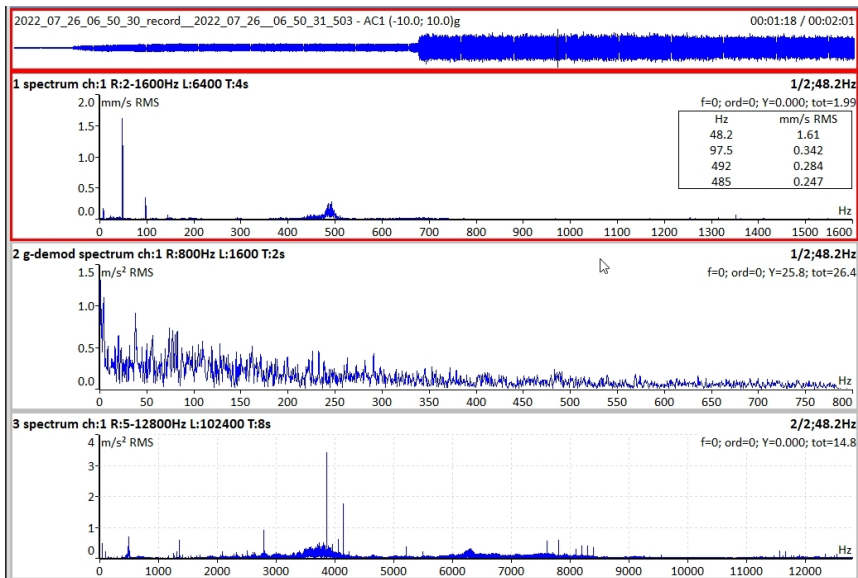 2022_07_26_06_50_30_record__2022_07_26__06_50_31_503 - AC1 (-10.0; 10.0)g 00:01:18 / 00:02:01
1 spectrum ch:1 R:2-1600Hz L:6400 T:4s 1/2;48.2Hz
2.0 mm/s RMS f=0; ord=0; Y=0.000; tot=1.99
Hz mm/s RMS
1.5 48.2 1.61
97.5 0.342
1.0 492 0.284
485 0.247
0.5
0.0 Hz
0 100 200 300 400 500 600 700 800 900 1000 1100 1200 1300 1400 1500 1600
2 g-demod spectrum ch:1 R:800Hz L:1600 T:2s 1/2;48.2Hz
1.5 m/s² RMS f=0; ord=0; Y=25.8; tot=26.4
1.0
0.5
0.0 Hz
0 50 100 150 200 250 300 350 400 450 500 550 600 650 700 750 800
3 spectrum ch:1 R:5-12800Hz L:102400 T:8s 2/2;48.2Hz
4 m/s² RMS f=0; ord=0; Y=0.000; tot=14.8
3
2
1
0 Hz
0 1000 2000 3000 4000 5000 6000 7000 8000 9000 10000 11000 12000